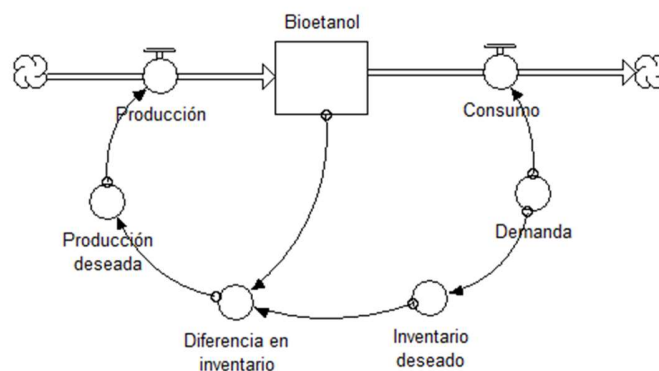 Bioetanol
Producción
Consumo
Producción
deseada
Demanda
Diferencia en
inventario
Inventario
deseado